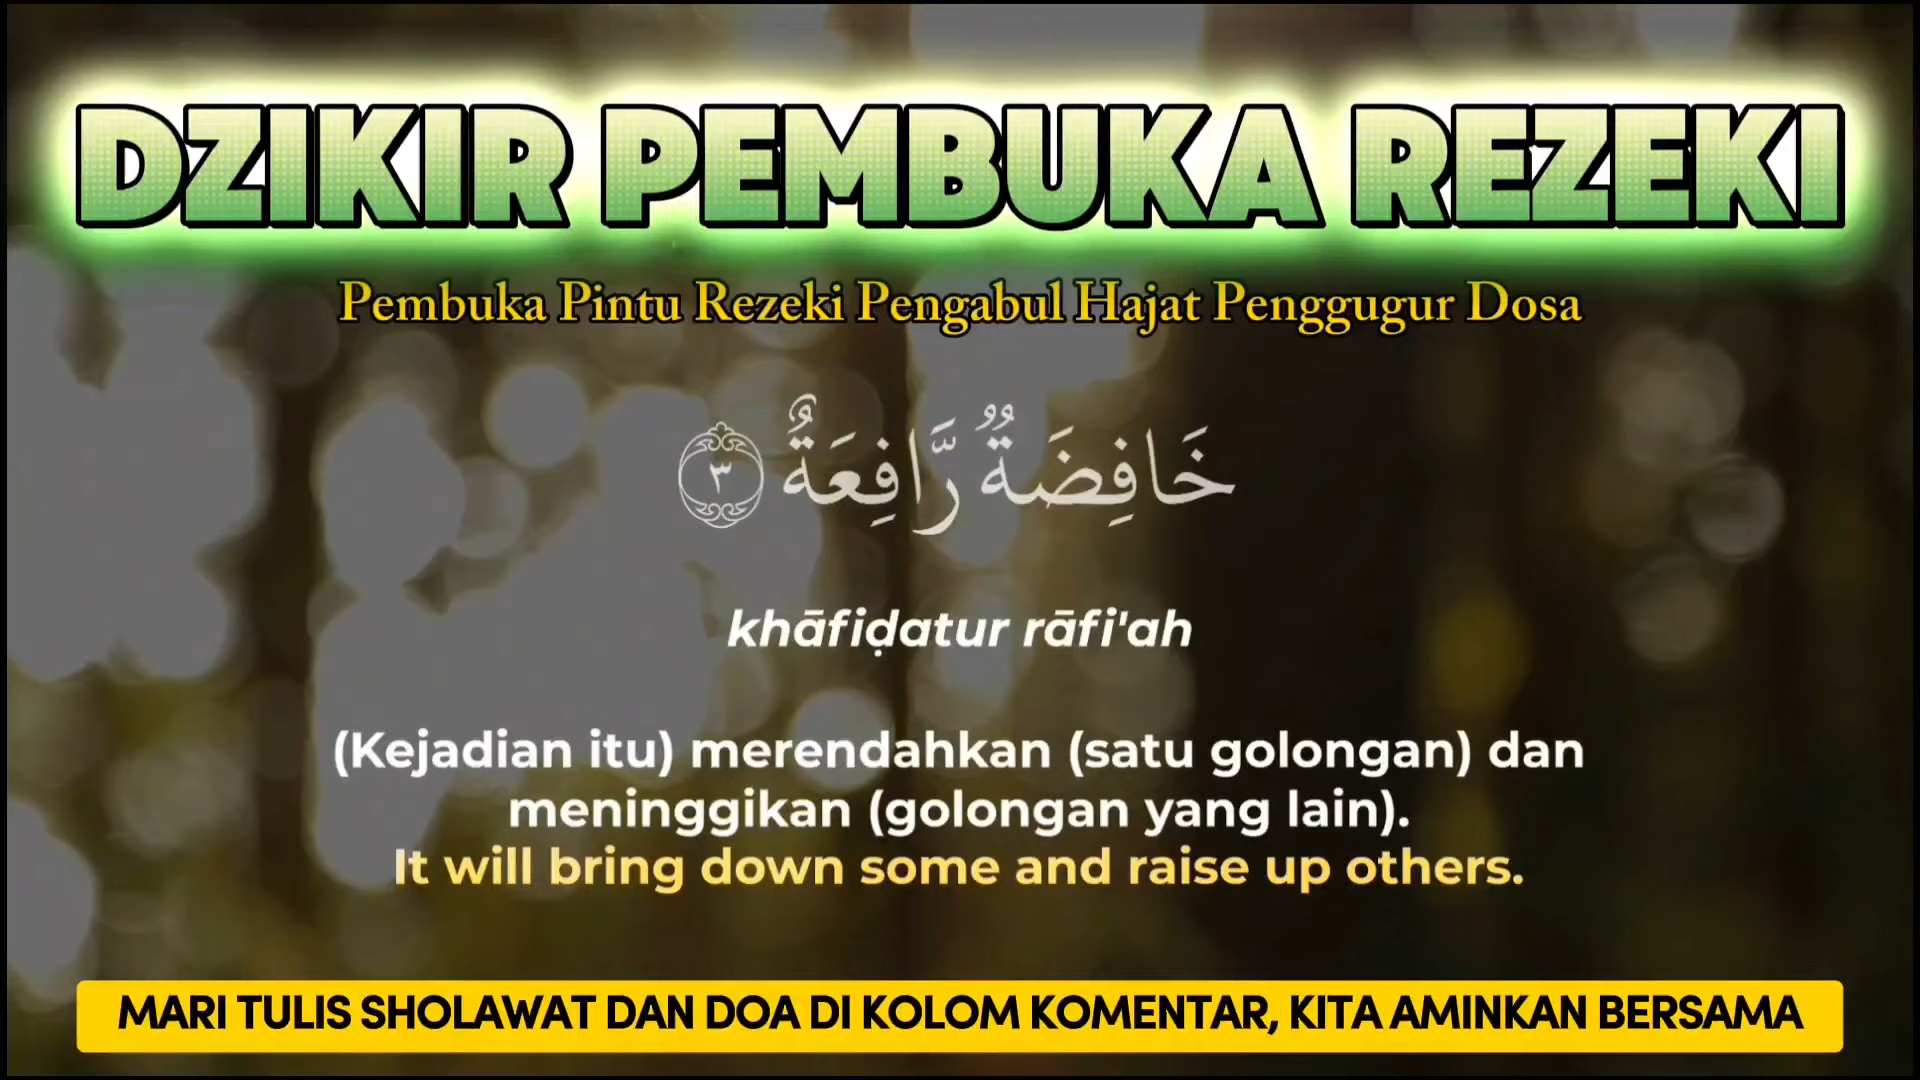 DZIKIR PEMBUKA REZEKI
Pembuka Pintu Rezeki Pengabul Hajat Penggugur Dosa
خَافِضَةٌ رَّافِعَةٌۙ ٣
khāfiḍatur rāfi'ah
(Kejadian itu) merendahkan (satu golongan) dan
meninggikan (golongan yang lain).
It will bring down some and raise up others.
MARI TULIS SHOLAWAT DAN DOA DI KOLOM KOMENTAR, KITA AMINKAN BERSAMA